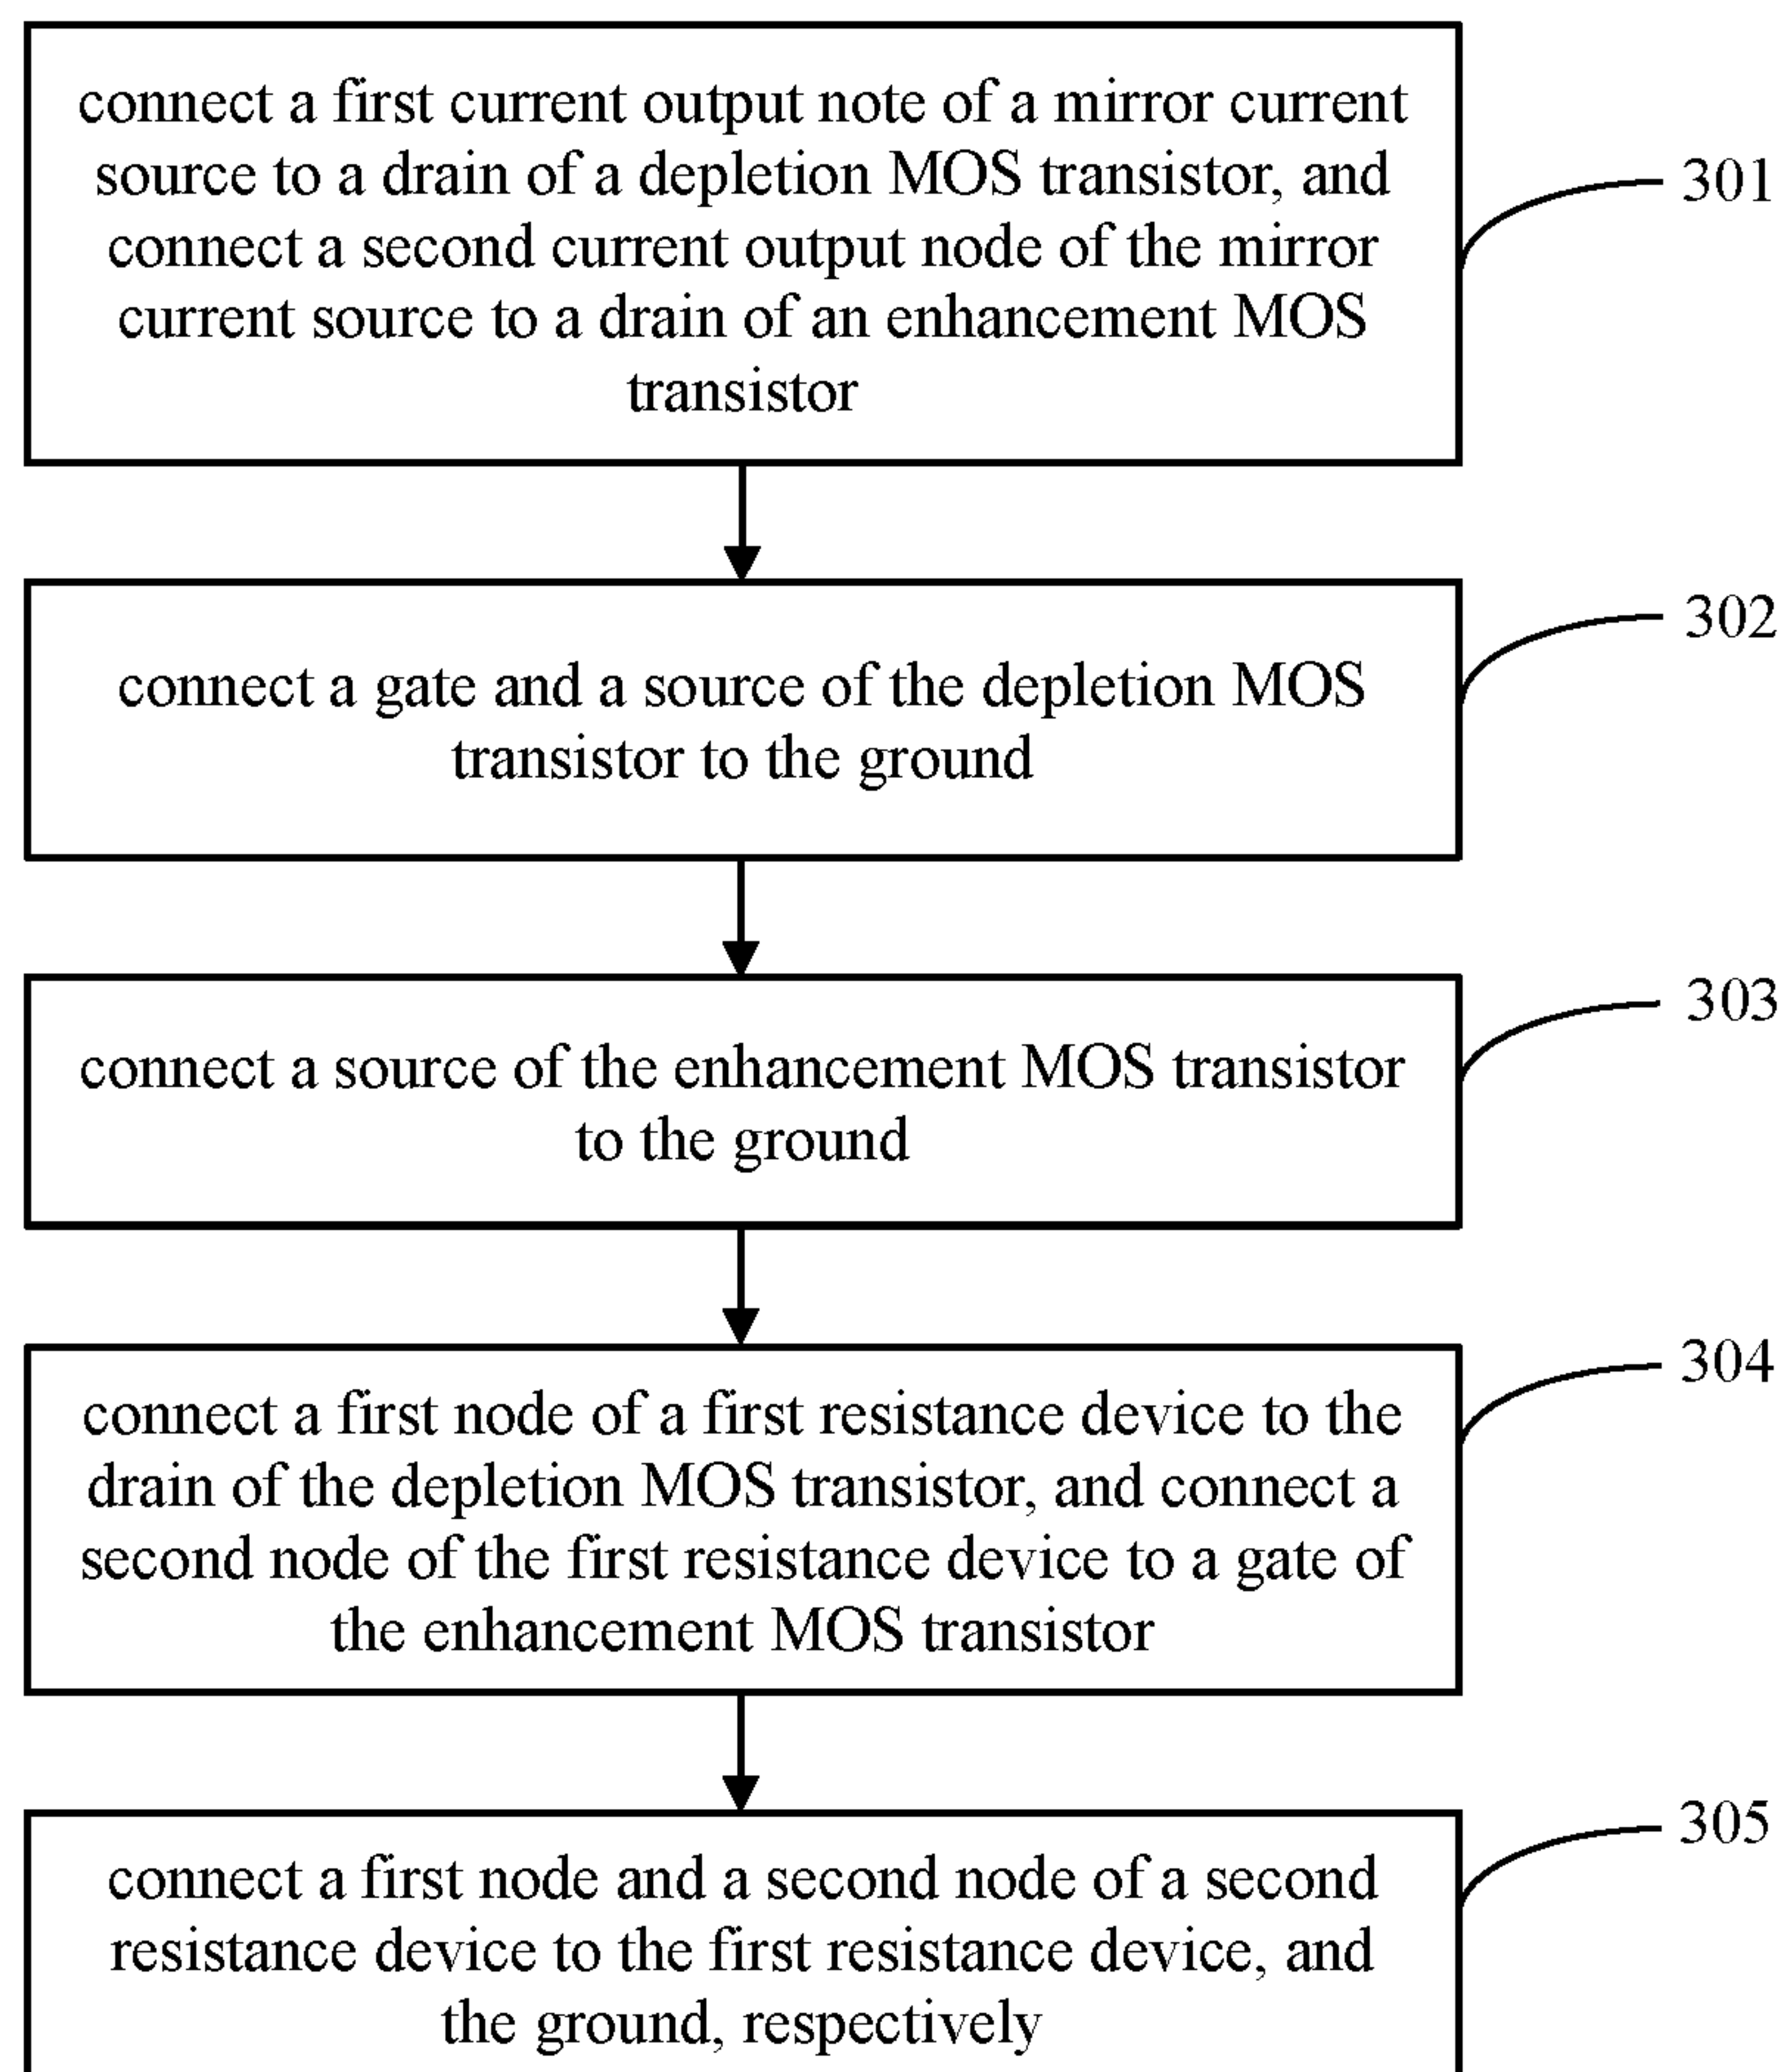 connect a first current output note of a mirror current
source to a drain of a depletion MOS transistor, and
connect a second current output node of the mirror
current source to a drain of an enhancement MOS
transistor
301
connect a gate and a source of the depletion MOS
transistor to the ground
302
connect a source of the enhancement MOS transistor
to the ground
303
connect a first node of a first resistance device to the
drain of the depletion MOS transistor, and connect a
second node of the first resistance device to a gate of
the enhancement MOS transistor
304
connect a first node and a second node of a second
resistance device to the first resistance device, and
the ground, respectively
305